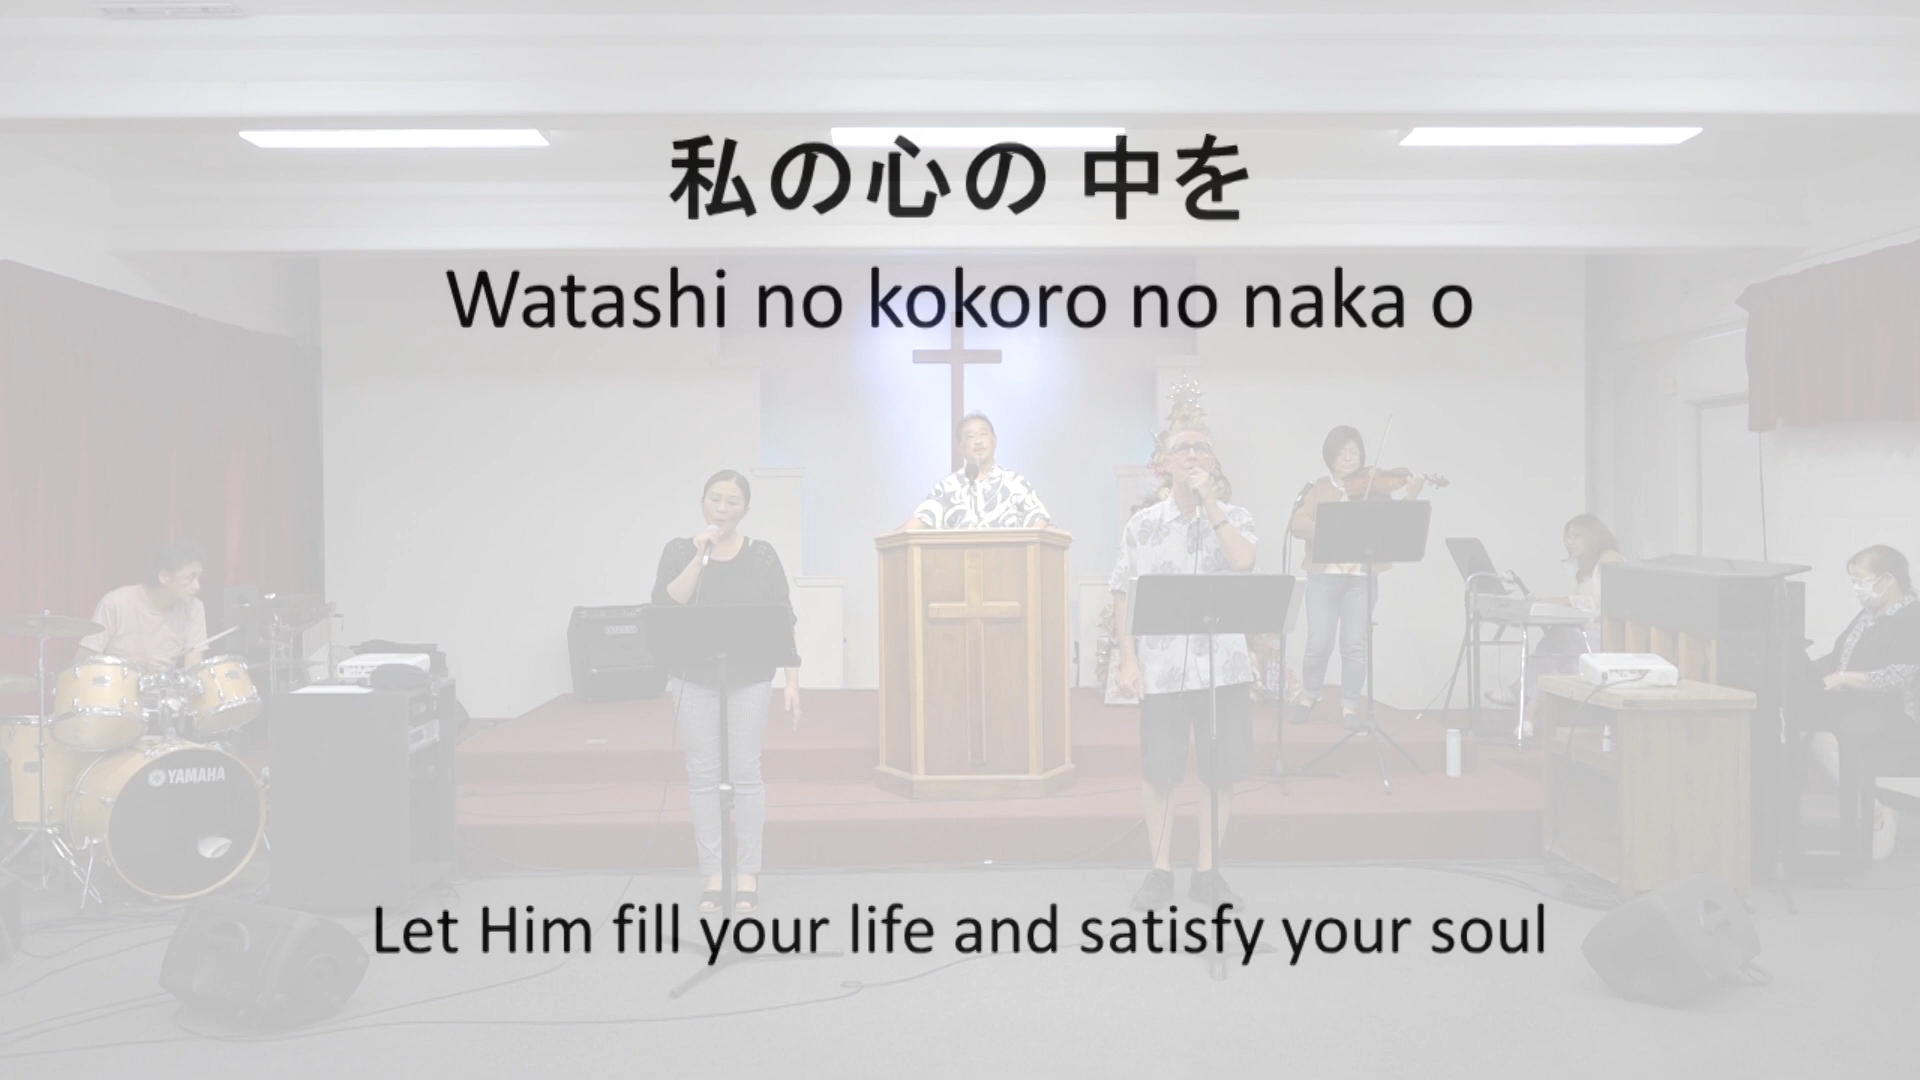 私の心の 中を
Watashi no kokoro no naka o
YAMAHA
Let Him fill your life and satisfy your soul